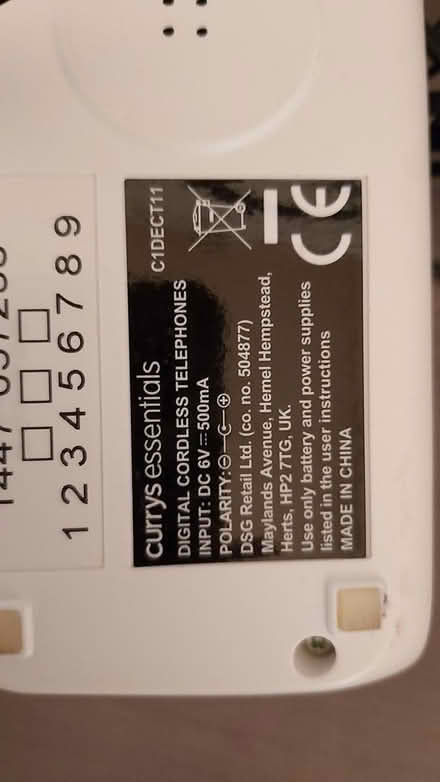 1 2 3 4 5 6 7 8 9
currys essentials
DIGITAL CORDLESS TELEPHONES C1DECT11
INPUT: DC 6V ⎓ 500mA
POLARITY:
DSG Retail Ltd. (co. no. 504877)
Maylands Avenue, Hemel Hempstead,
Herts, HP2 7TG, UK.
Use only battery and power supplies
listed in the user instructions
MADE IN CHINA
CE